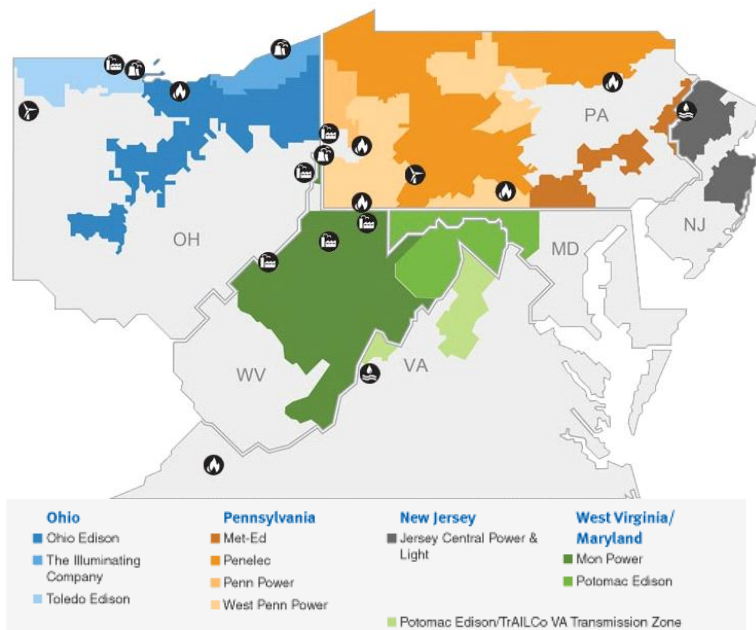 PA
OH
NJ
MD
WV
VA
Ohio
Ohio Edison
The Illuminating
Company
Toledo Edison
Pennsylvania
Met-Ed
Penelec
Penn Power
West Penn Power
New Jersey
Jersey Central Power &
Light
West Virginia/
Maryland
Mon Power
Potomac Edison
Potomac Edison/TrAILCo VA Transmission Zone